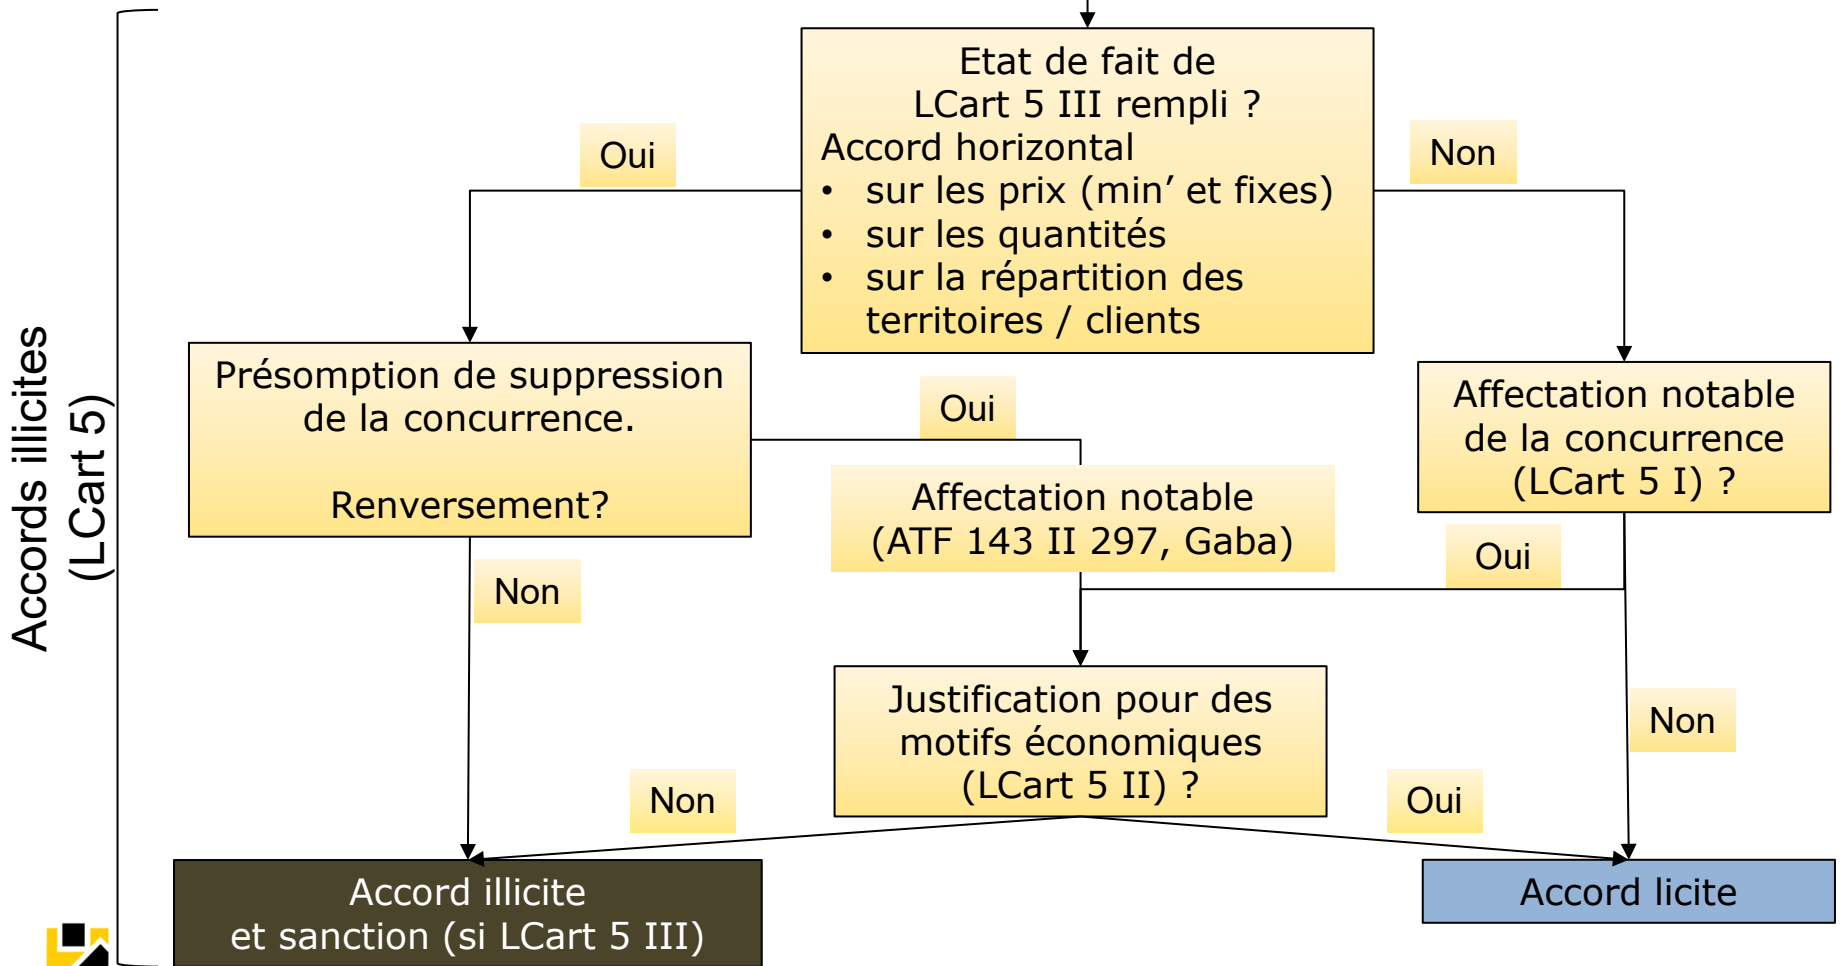 Accords illicites
(LCart 5)
Etat de fait de
LCart 5 III rempli ?
Accord horizontal
• sur les prix (min’ et fixes)
• sur les quantités
• sur la répartition des
territoires / clients
Oui
Non
Présomption de suppression
de la concurrence.
Renversement?
Oui
Affectation notable
de la concurrence
(LCart 5 I) ?
Affectation notable
(ATF 143 II 297, Gaba)
Oui
Non
Justification pour des
motifs économiques
(LCart 5 II) ?
Non
Non
Oui
Accord illicite
et sanction (si LCart 5 III)
Accord licite